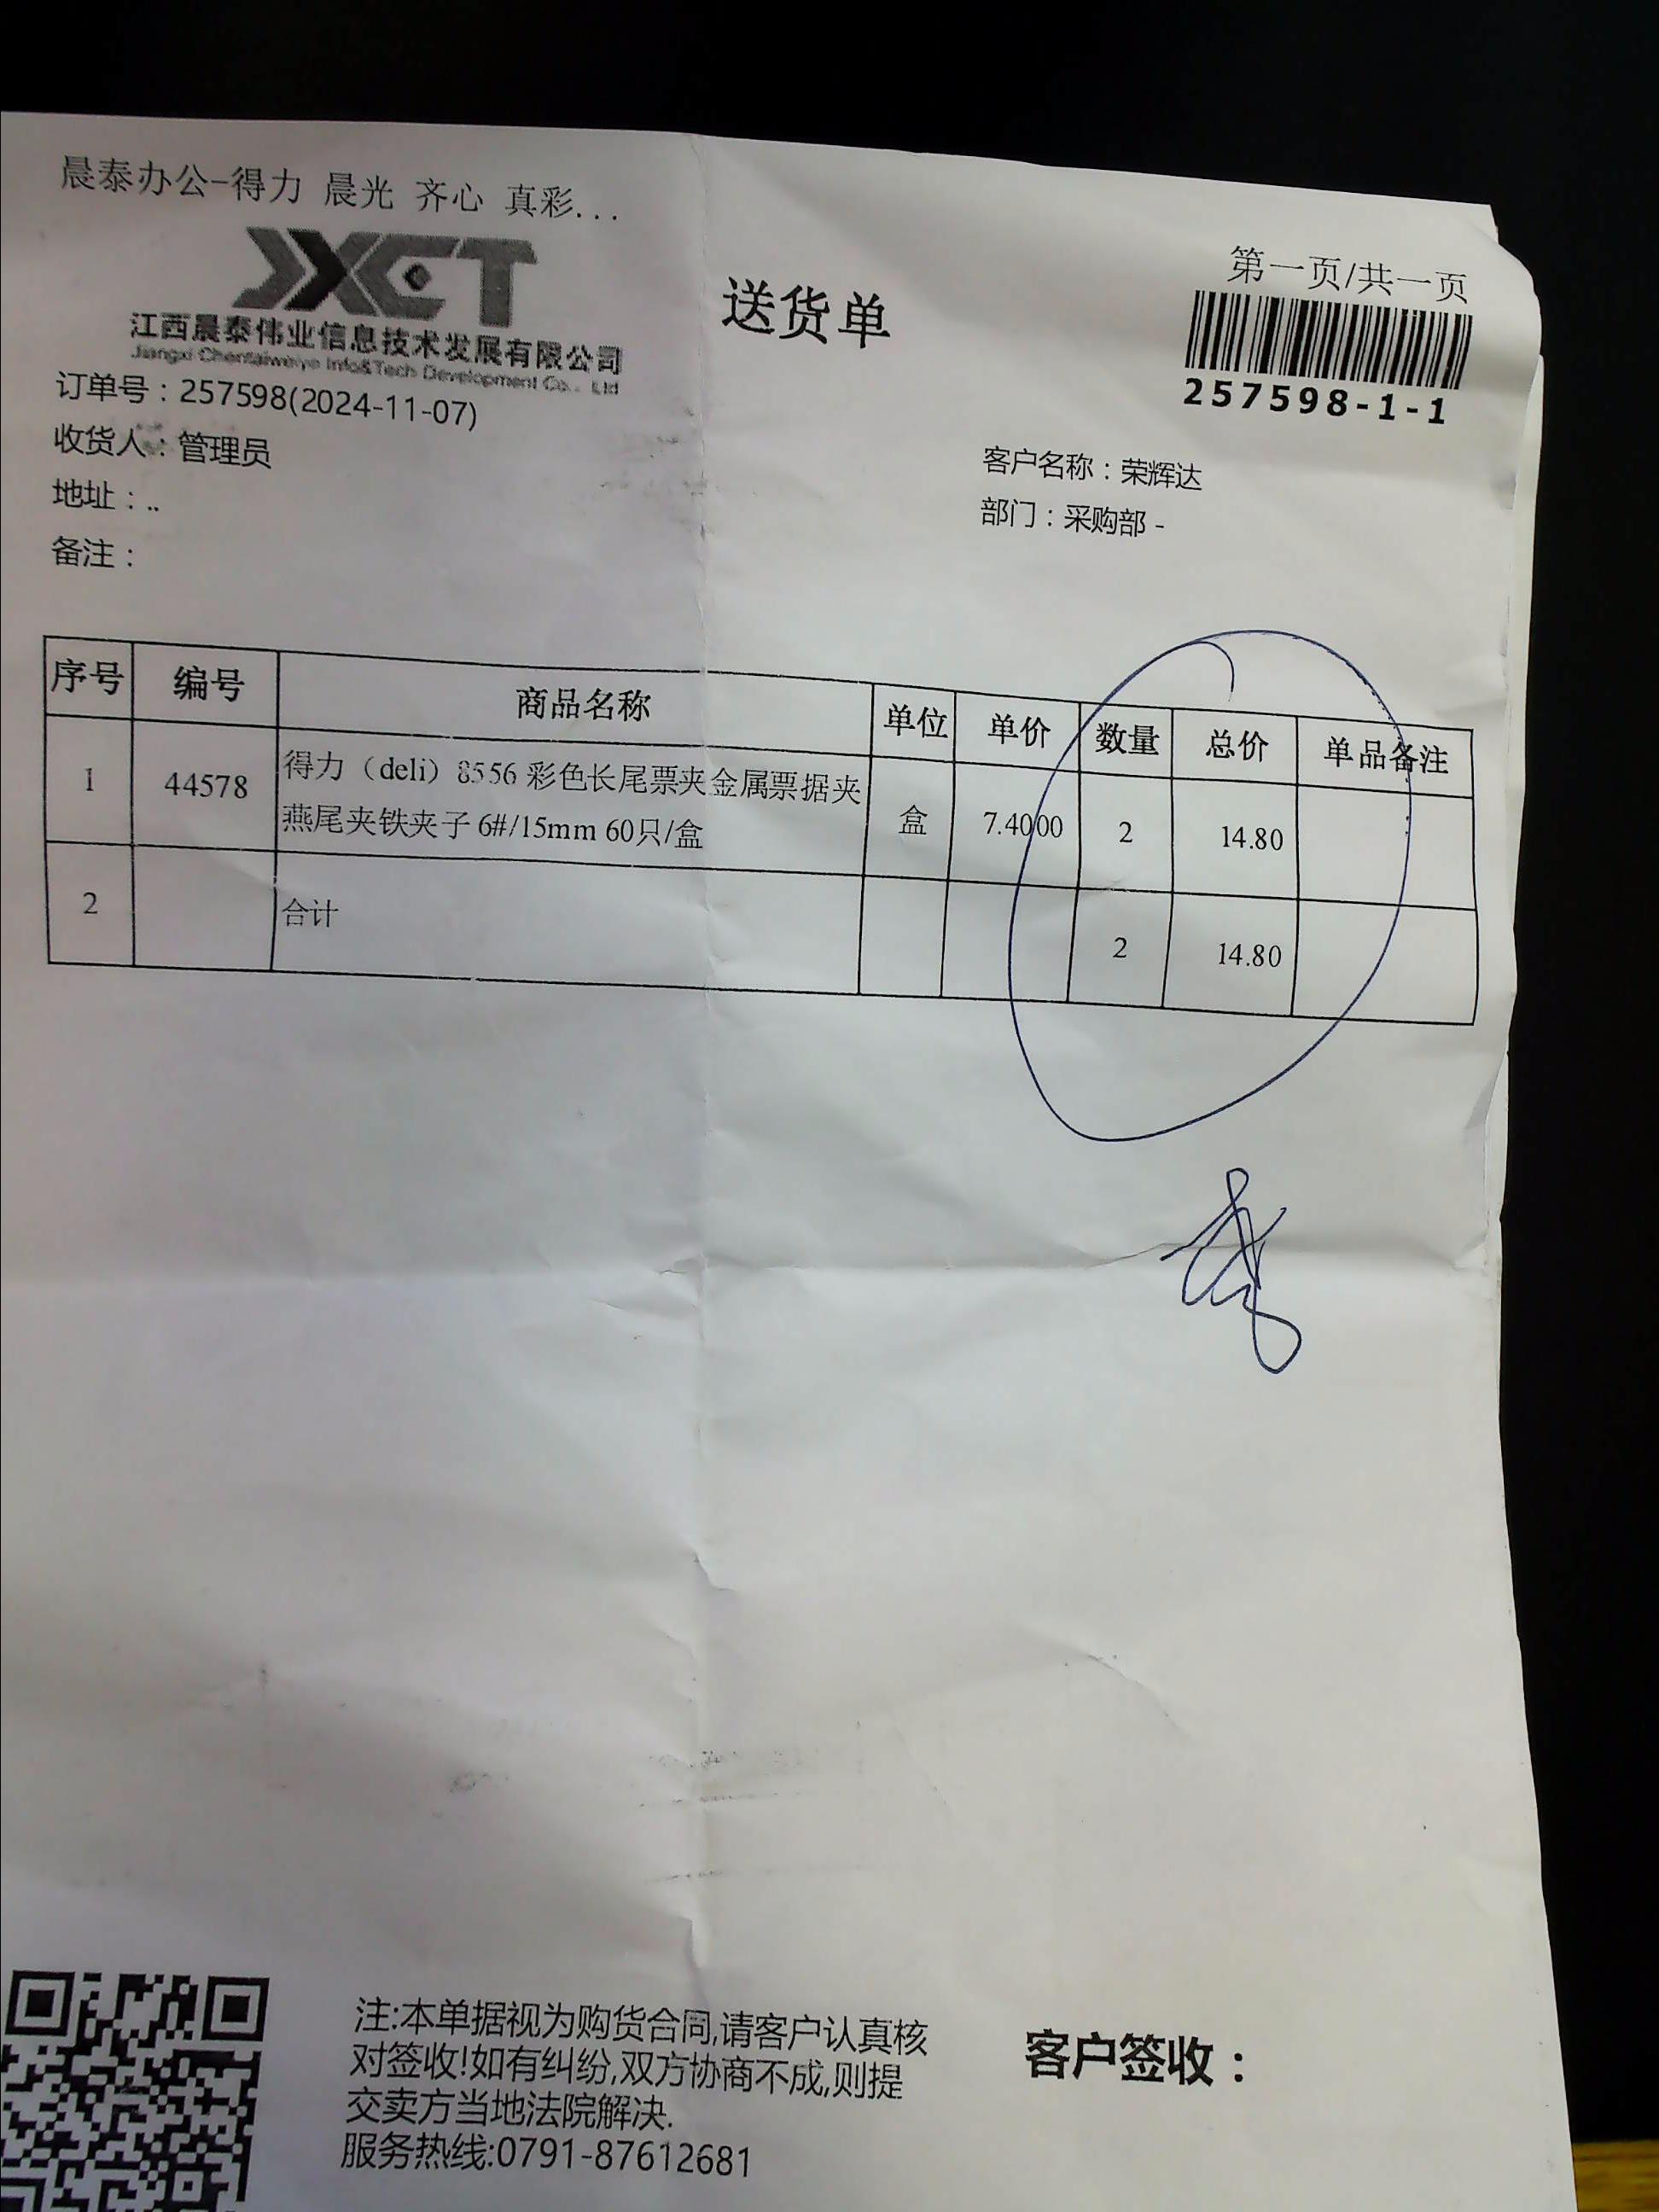 晨泰办公-得力 晨光 齐心 真彩...
JXCT
江西晨泰伟业信息技术发展有限公司
Jiangxi Chentaiweiye Info&Tech Development Co., Ltd
送货单
第一页/共一页
257598-1-1
订单号：257598(2024-11-07)
收货人：管理员
客户名称：荣辉达
地址：..
部门：采购部 -
备注：
序号 编号 商品名称 单位 单价 数量 总价 单品备注
1 44578 得力（deli）8556 彩色长尾票夹金属票据夹
燕尾夹铁夹子 6#/15mm 60只/盒 盒 7.4000 2 14.80
2 合计 2 14.80
注:本单据视为购货合同,请客户认真核
对签收!如有纠纷,双方协商不成,则提
交卖方当地法院解决.
服务热线:0791-87612681
客户签收：